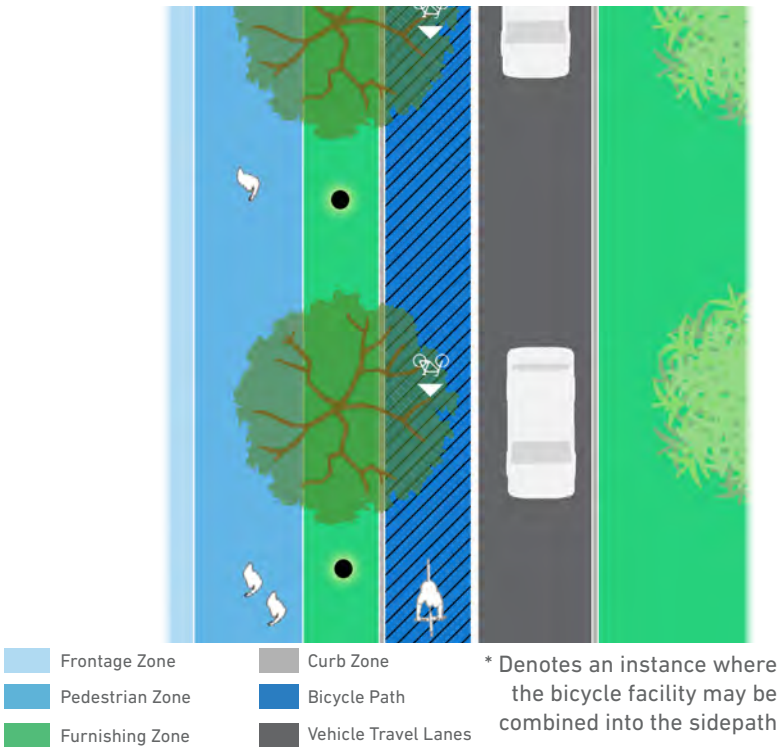 Frontage Zone
Pedestrian Zone
Furnishing Zone
Curb Zone
Bicycle Path
Vehicle Travel Lanes
* Denotes an instance where
the bicycle facility may be
combined into the sidepath